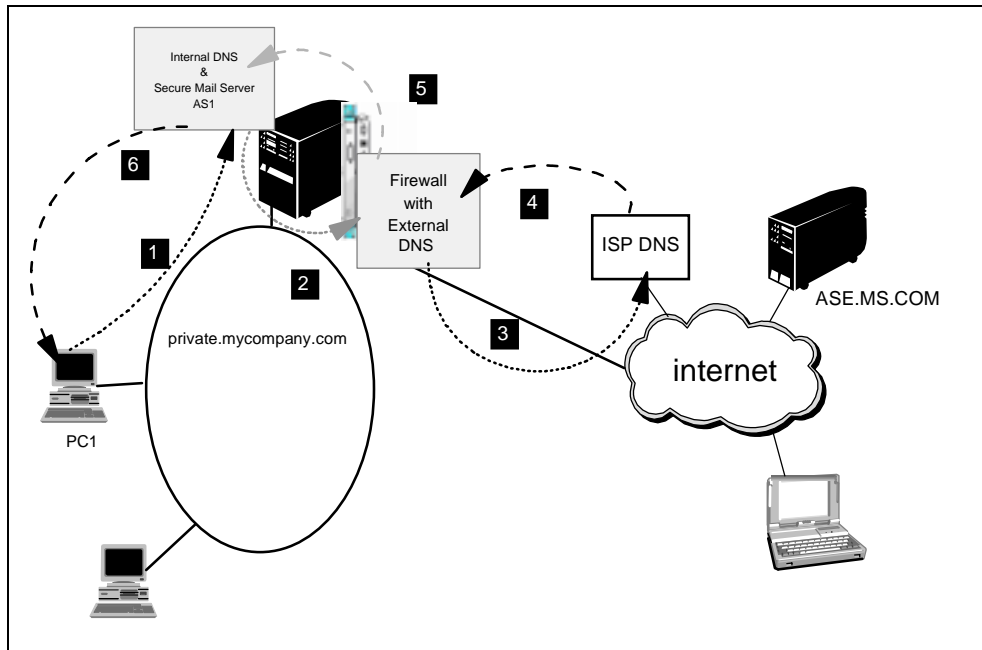 Internal DNS
&
Secure Mail Server
AS1
5
6
Firewall
with
External
DNS
4
ISP DNS
1
2
ASE.MS.COM
3
private.mycompany.com
internet
PC1